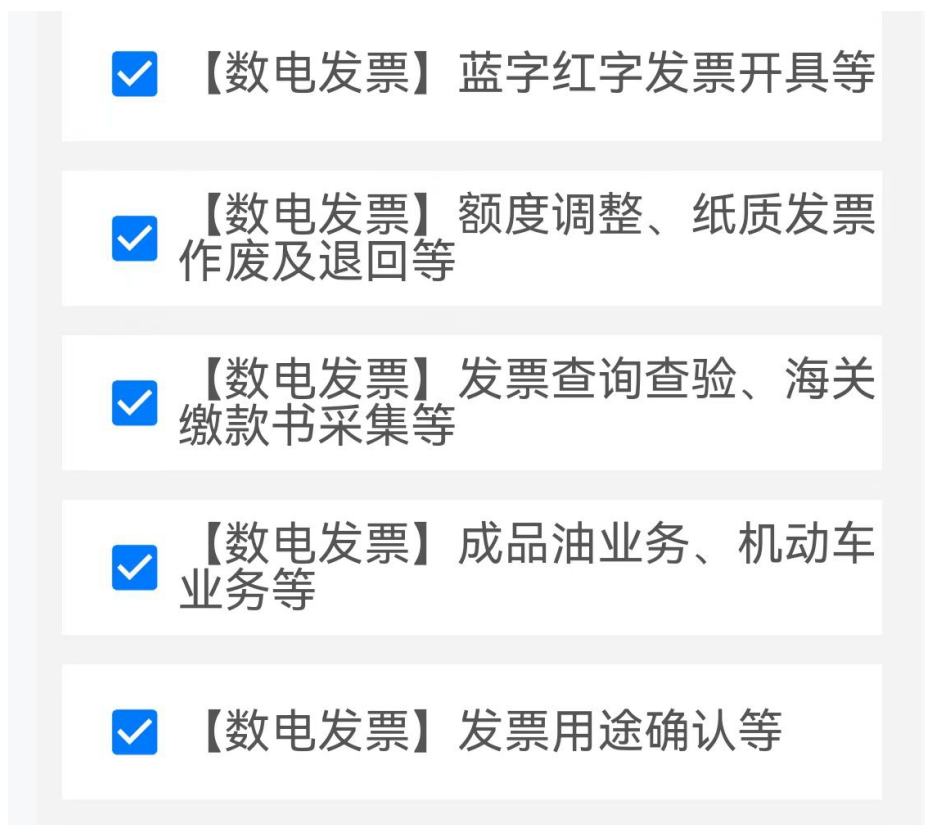 【数电发票】蓝字红字发票开具等
【数电发票】额度调整、纸质发票
作废及退回等
【数电发票】发票查询查验、海关
缴款书采集等
【数电发票】成品油业务、机动车
业务等
【数电发票】发票用途确认等